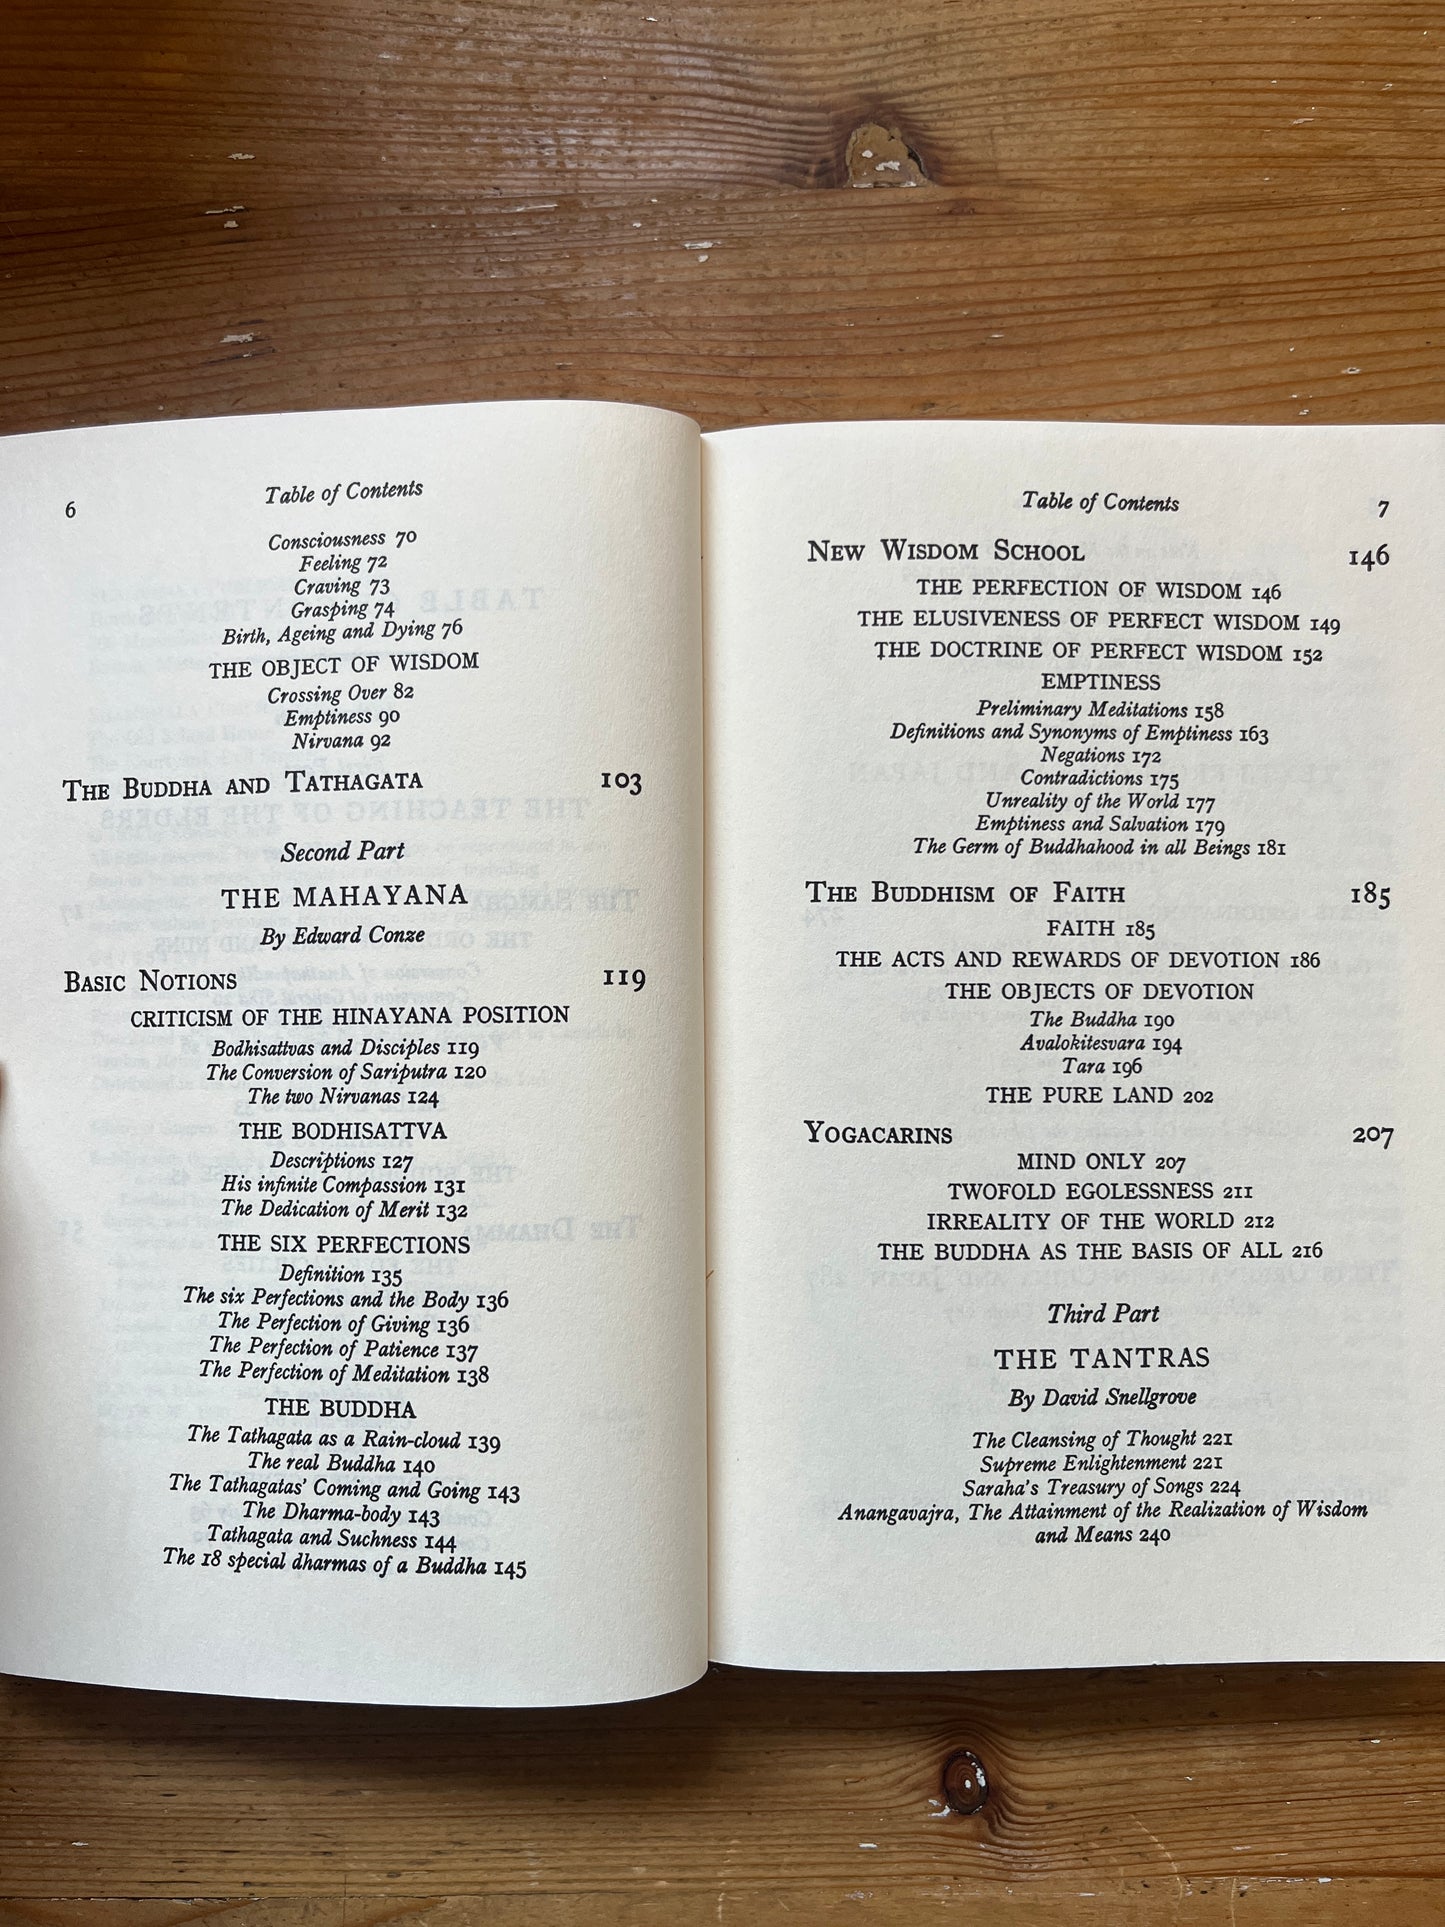 6
Table of Contents
Consciousness 70
Feeling 72
Craving 73
Grasping 74
Birth, Ageing and Dying 76
THE OBJECT OF WISDOM
Crossing Over 82
Emptiness 90
Nirvana 92
The Buddha and Tathagata 103
Second Part
THE MAHAYANA
By Edward Conze
Basic Notions 119
CRITICISM OF THE HINAYANA POSITION
Bodhisattvas and Disciples 119
The Conversion of Sariputra 120
The two Nirvanas 124
THE BODHISATTVA
Descriptions 127
His infinite Compassion 131
The Dedication of Merit 132
THE SIX PERFECTIONS
Definition 135
The six Perfections and the Body 136
The Perfection of Giving 136
The Perfection of Patience 137
The Perfection of Meditation 138
THE BUDDHA
The Tathagata as a Rain-cloud 139
The real Buddha 140
The Tathagatas' Coming and Going 143
The Dharma-body 143
Tathagata and Suchness 144
The 18 special dharmas of a Buddha 145
Table of Contents
7
New Wisdom School 146
THE PERFECTION OF WISDOM 146
THE ELUSIVENESS OF PERFECT WISDOM 149
THE DOCTRINE OF PERFECT WISDOM 152
EMPTINESS
Preliminary Meditations 158
Definitions and Synonyms of Emptiness 163
Negations 172
Contradictions 175
Unreality of the World 177
Emptiness and Salvation 179
The Germ of Buddhahood in all Beings 181
The Buddhism of Faith 185
FAITH 185
THE ACTS AND REWARDS OF DEVOTION 186
THE OBJECTS OF DEVOTION
The Buddha 190
Avalokitesvara 194
Tara 196
THE PURE LAND 202
Yogacarins 207
MIND ONLY 207
TWOFOLD EGOLESSNESS 211
IRREALITY OF THE WORLD 212
THE BUDDHA AS THE BASIS OF ALL 216
Third Part
THE TANTRAS
By David Snellgrove
The Cleansing of Thought 221
Supreme Enlightenment 221
Saraha's Treasury of Songs 224
Anangavajra, The Attainment of the Realization of Wisdom
and Means 240